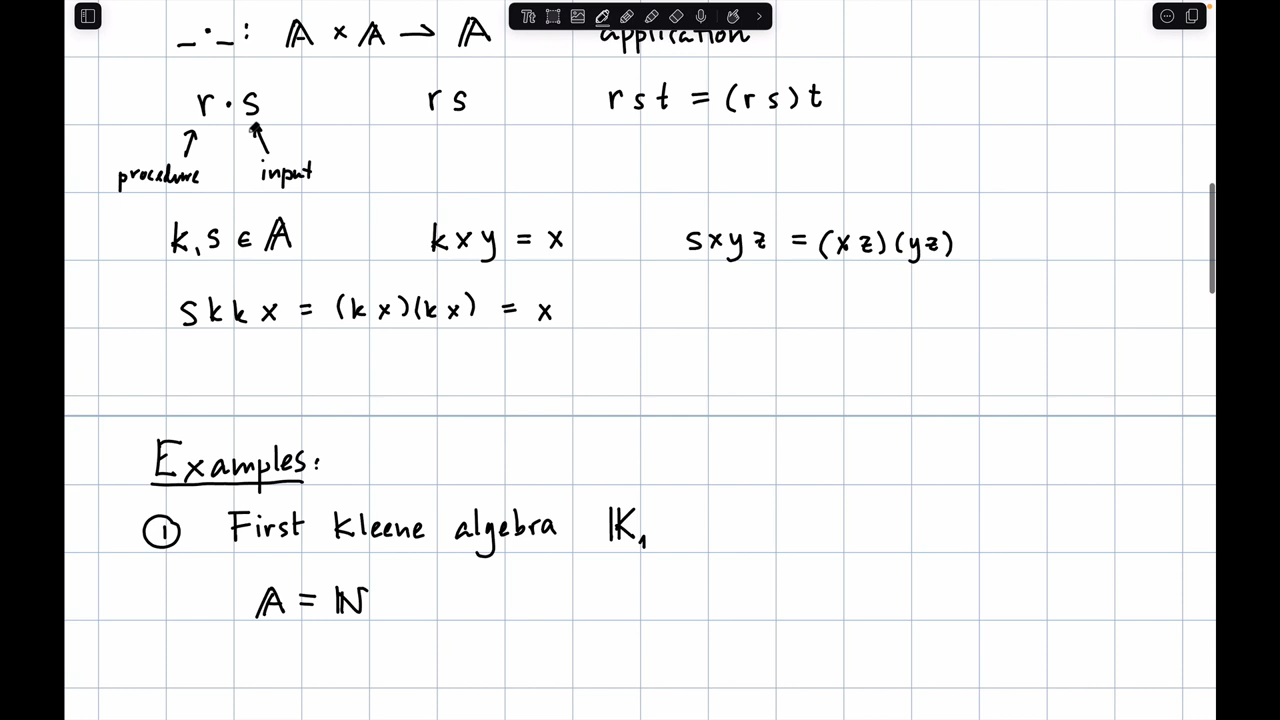 _·_ : 𝔸 × 𝔸 → 𝔸 application
r · s r s r s t = (r s) t
procedure input
k, s ∈ 𝔸 k x y = x s x y z = (x z)(y z)
s k k x = (k x)(k x) = x
Examples:
① First Kleene algebra 𝕂₁
𝔸 = ℕ